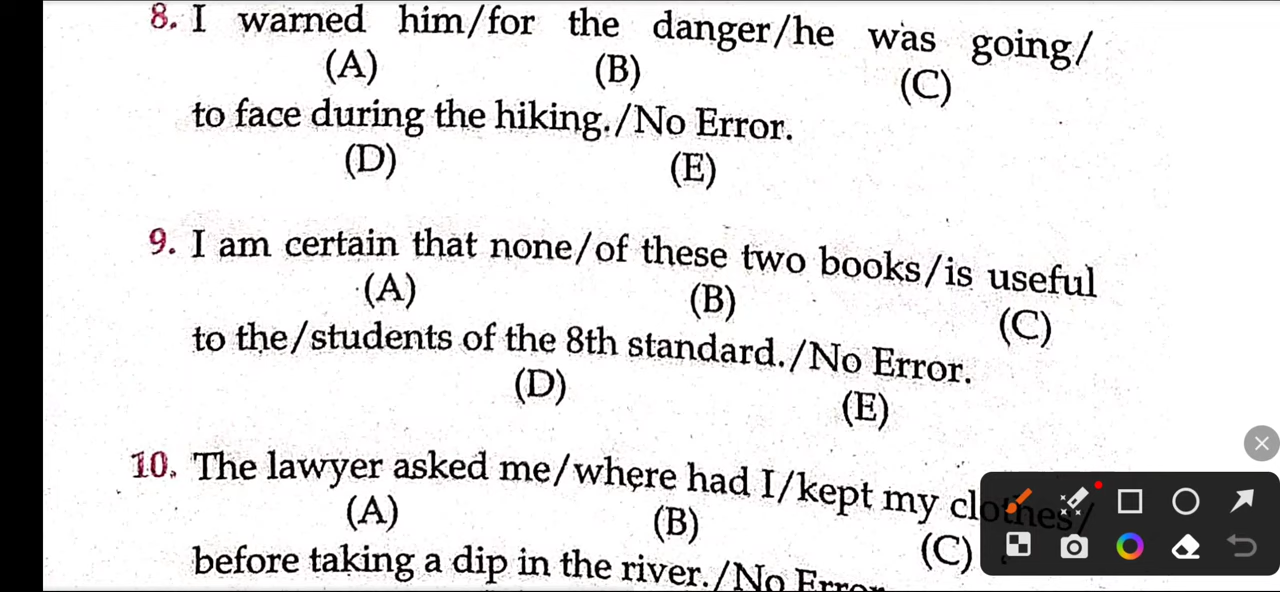 8. I warned him/for the danger/he was going/
(A) (B) (C)
to face during the hiking./No Error.
(D) (E)
9. I am certain that none/of these two books/is useful
(A) (B) (C)
to the/students of the 8th standard./No Error.
(D) (E)
10. The lawyer asked me/where had I/kept my clothes/
(A) (B) (C)
before taking a dip in the river./No Error